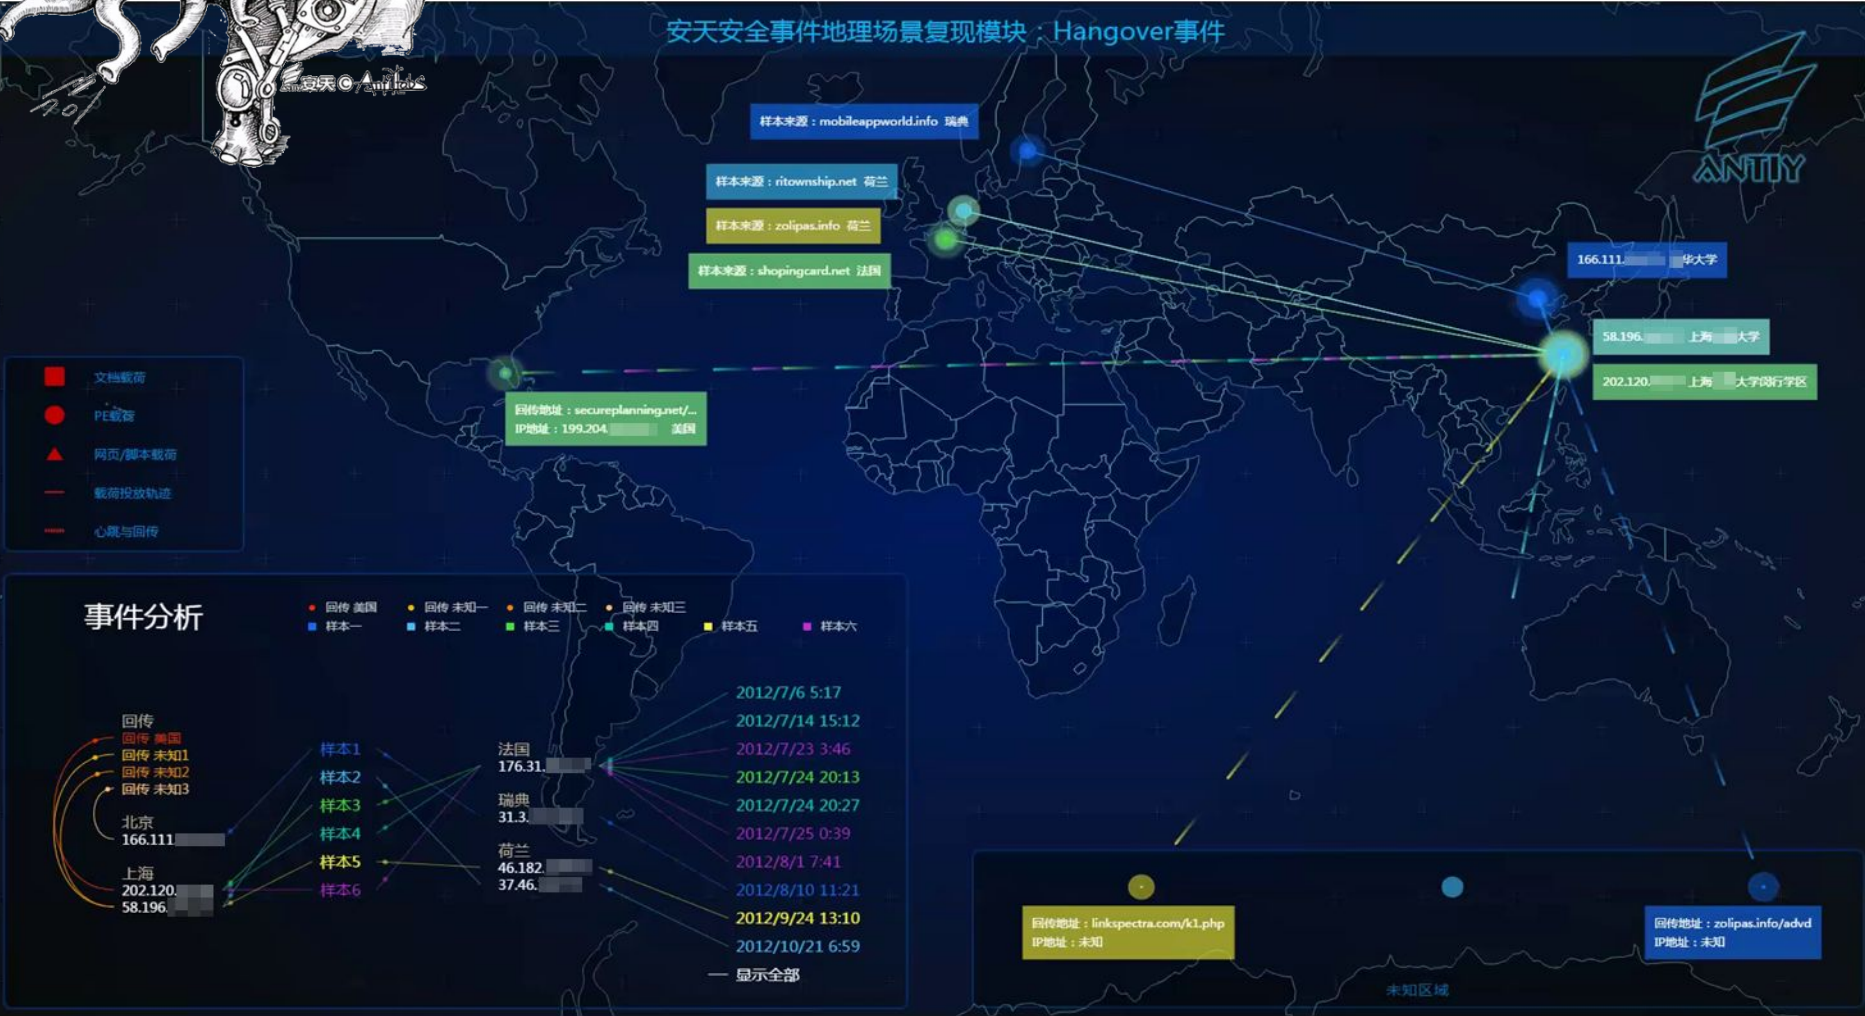 安天安全事件地理场景复现模块：Hangover事件
安天©Antiylabs
ANTIY
样本来源：mobileappworld.info 瑞典
样本来源：ritownship.net 荷兰
样本来源：zolipas.info 荷兰
样本来源：shopingcard.net 法国
166.111. 华大学
58.196. 上海 大学
202.120. 上海 大学闵行学区
回传地址：secureplanning.net/...
IP地址：199.204. 美国
文档载荷
PE载荷
网页/脚本载荷
载荷投放轨迹
心跳与回传
事件分析
回传 美国 回传 未知一 回传 未知二 回传 未知三
样本一 样本二 样本三 样本四 样本五 样本六
回传
回传 美国
回传 未知1
回传 未知2
回传 未知3
北京
166.111.
上海
202.120.
58.196.
样本1
样本2
样本3
样本4
样本5
样本6
法国
176.31.
瑞典
31.3.
荷兰
46.182.
37.46.
2012/7/6 5:17
2012/7/14 15:12
2012/7/23 3:46
2012/7/24 20:13
2012/7/24 20:27
2012/7/25 0:39
2012/8/1 7:41
2012/8/10 11:21
2012/9/24 13:10
2012/10/21 6:59
显示全部
回传地址：linkspectra.com/k1.php
IP地址：未知
回传地址：zolipas.info/advd
IP地址：未知
未知区域